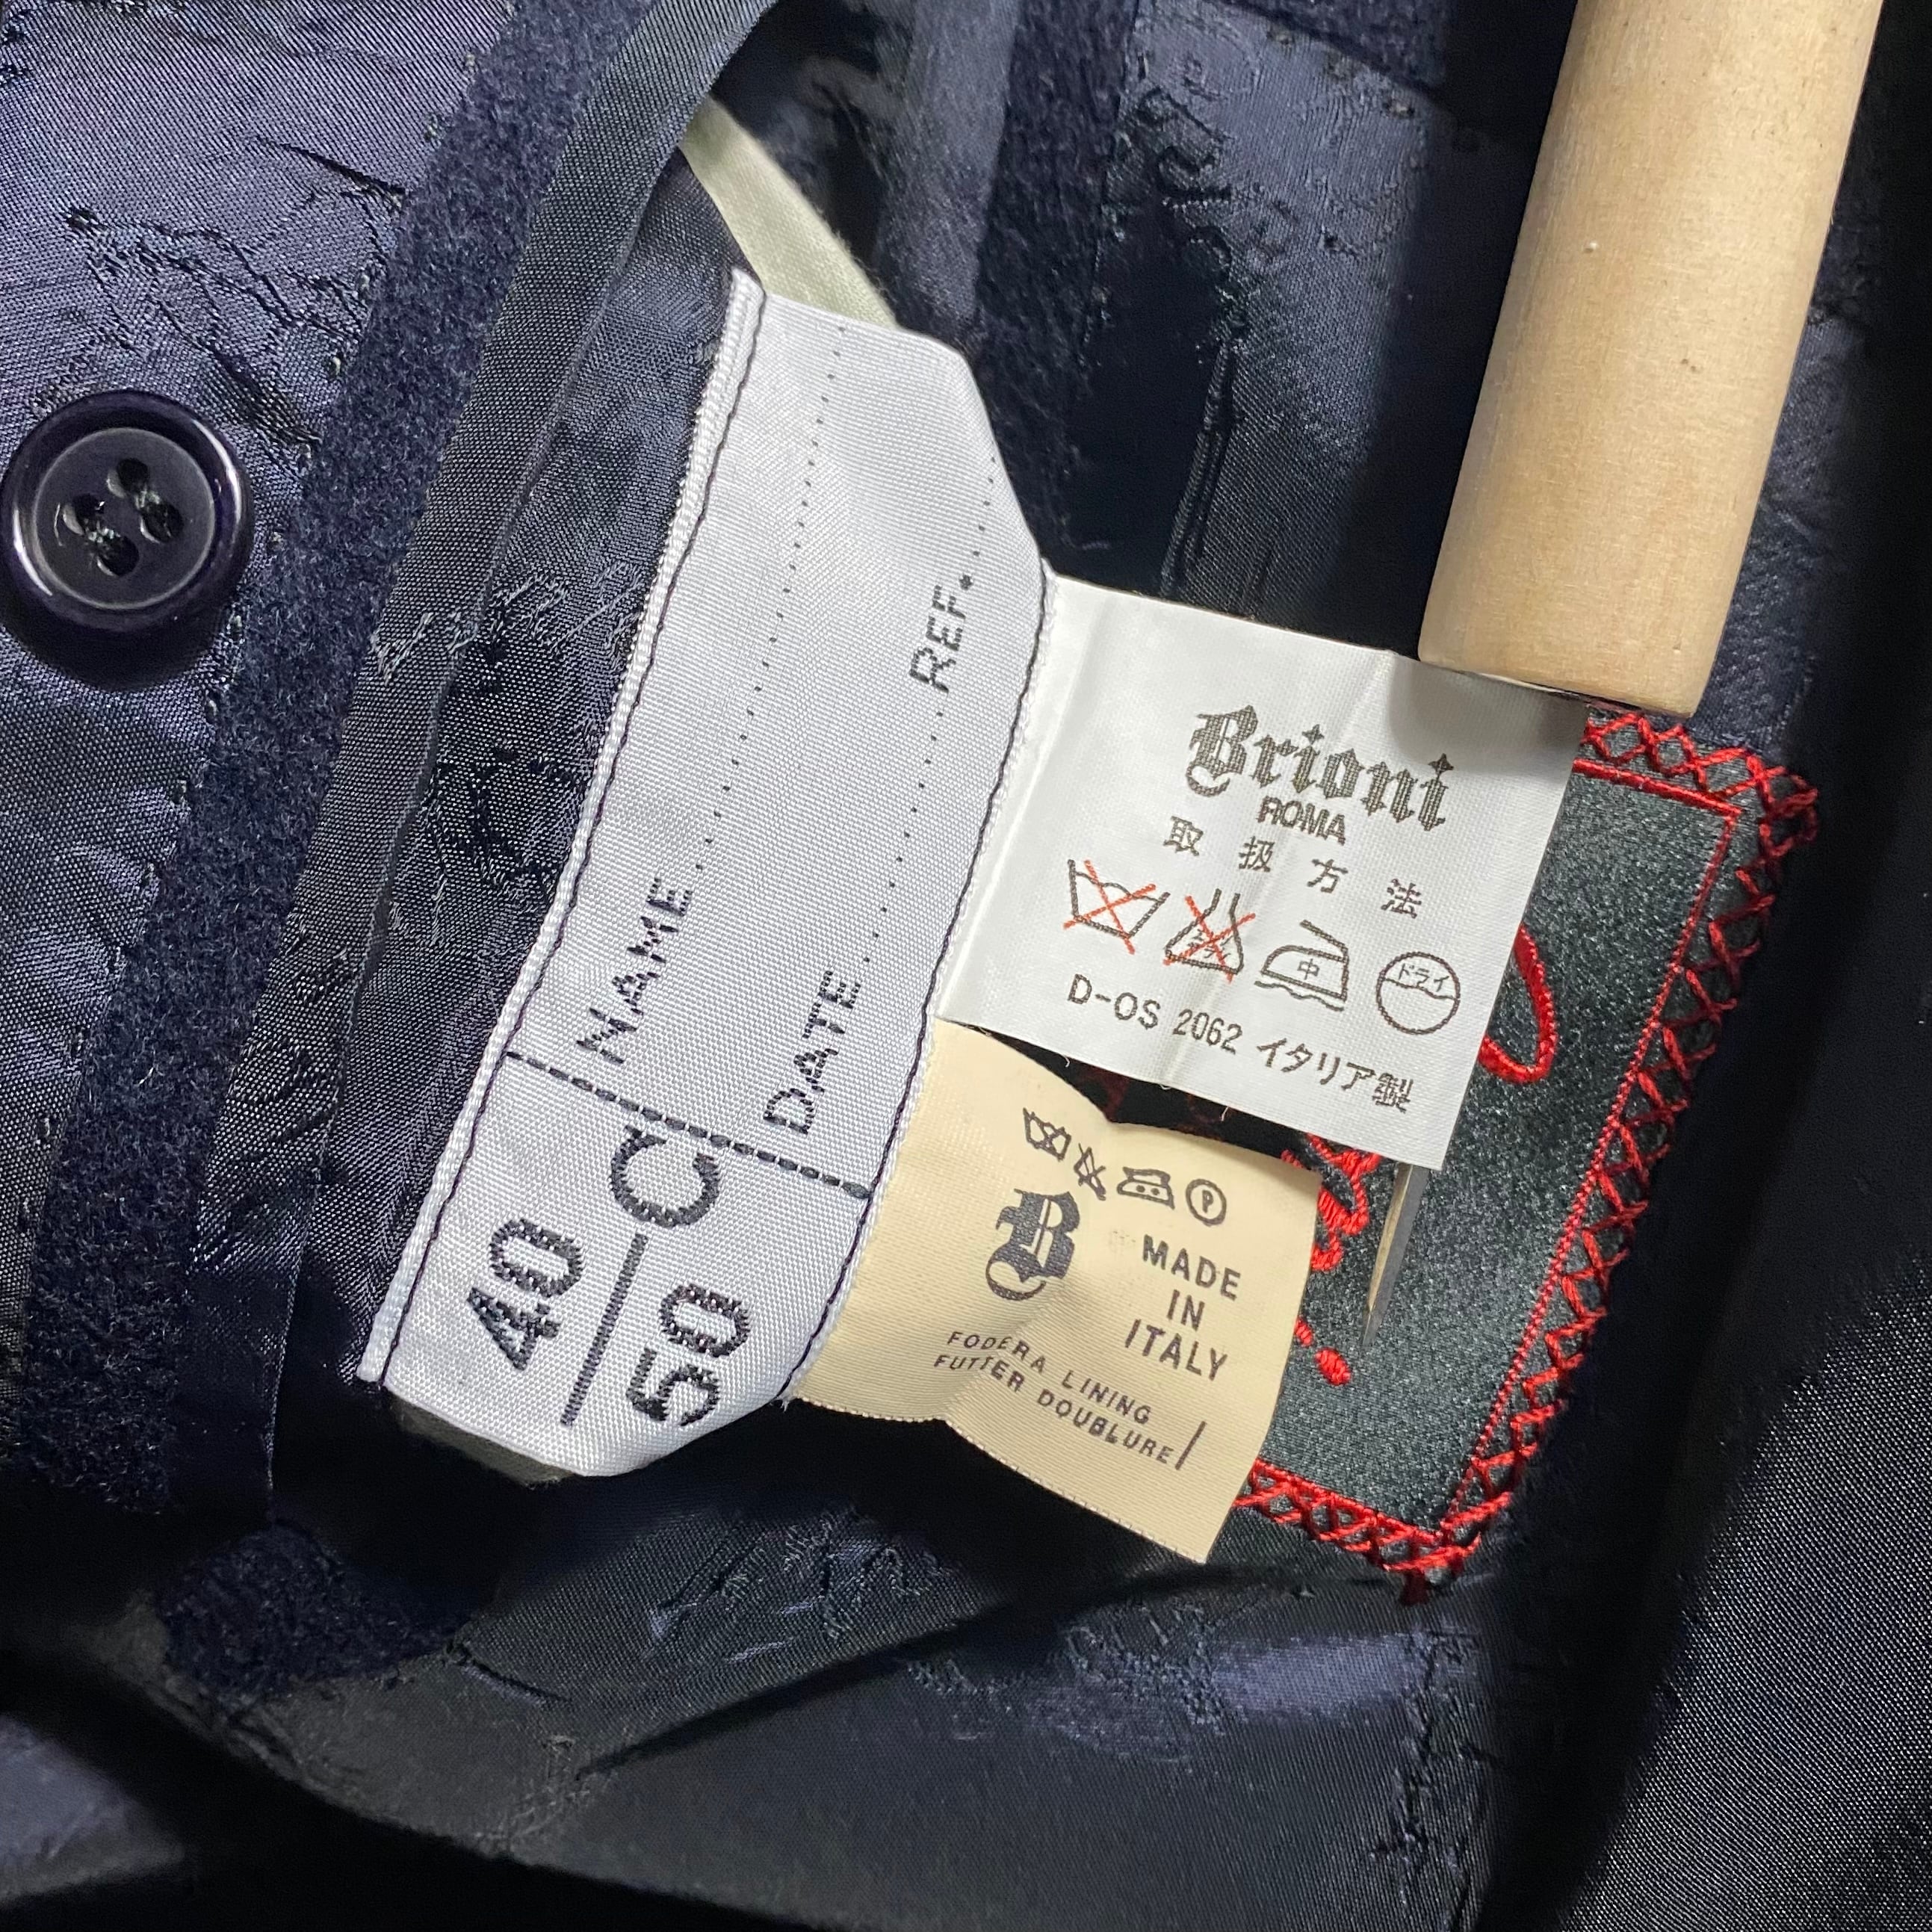 NAME
DATE
REF.
40 C
50
Brioni
ROMA
取扱方法
中
ドライ
D-OS 2062 イタリア製
P
B
MADE
IN
ITALY
FODERA LINING
FUTTER DOUBLURE